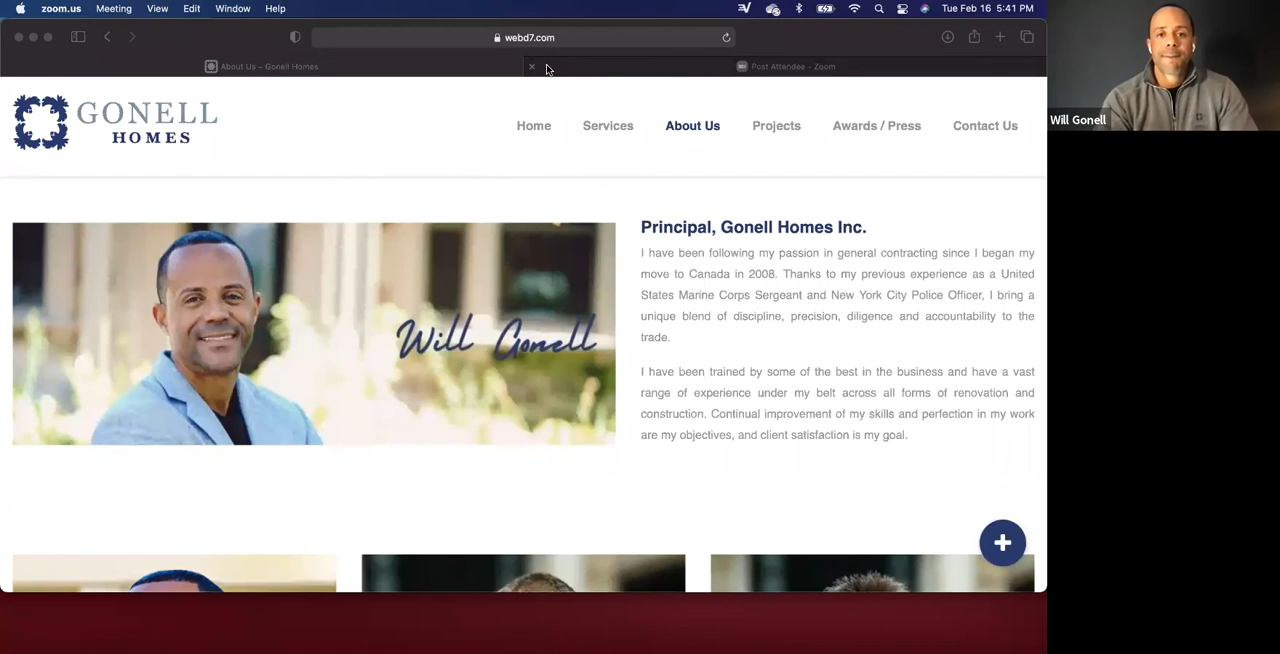 zoom.us Meeting View Edit Window Help Tue Feb 16 5:41 PM
webd7.com
About Us – Gonell Homes Post Attendee - Zoom
GONELL
HOMES
Home Services About Us Projects Awards / Press Contact Us
Will Gonell
Principal, Gonell Homes Inc.
I have been following my passion in general contracting since I began my
move to Canada in 2008. Thanks to my previous experience as a United
States Marine Corps Sergeant and New York City Police Officer, I bring a
unique blend of discipline, precision, diligence and accountability to the
trade.
I have been trained by some of the best in the business and have a vast
range of experience under my belt across all forms of renovation and
construction. Continual improvement of my skills and perfection in my work
are my objectives, and client satisfaction is my goal.
Will Gonell